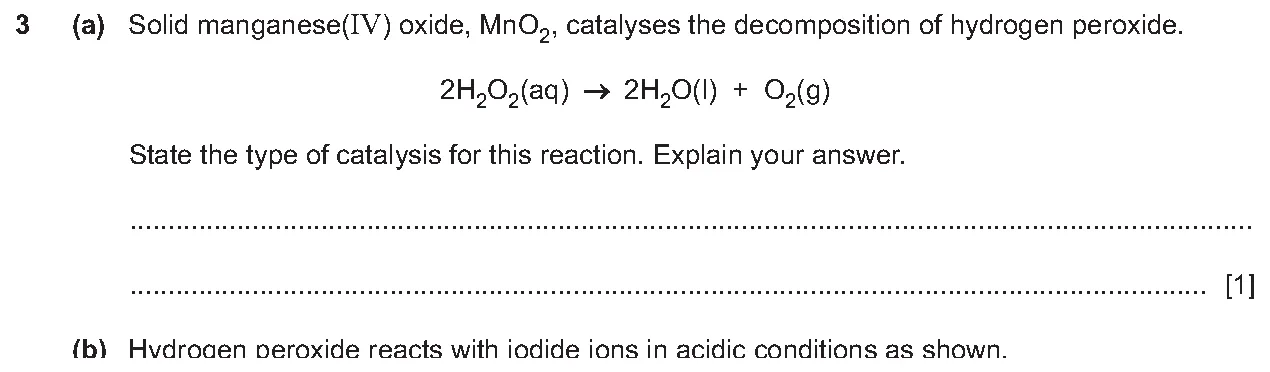 3 (a) Solid manganese(IV) oxide, MnO₂, catalyses the decomposition of hydrogen peroxide.
2H₂O₂(aq) → 2H₂O(l) + O₂(g)
State the type of catalysis for this reaction. Explain your answer.
..........................................................................................................................................................
..................................................................................................................................................... [1]
(b) Hydrogen peroxide reacts with iodide ions in acidic conditions as shown.